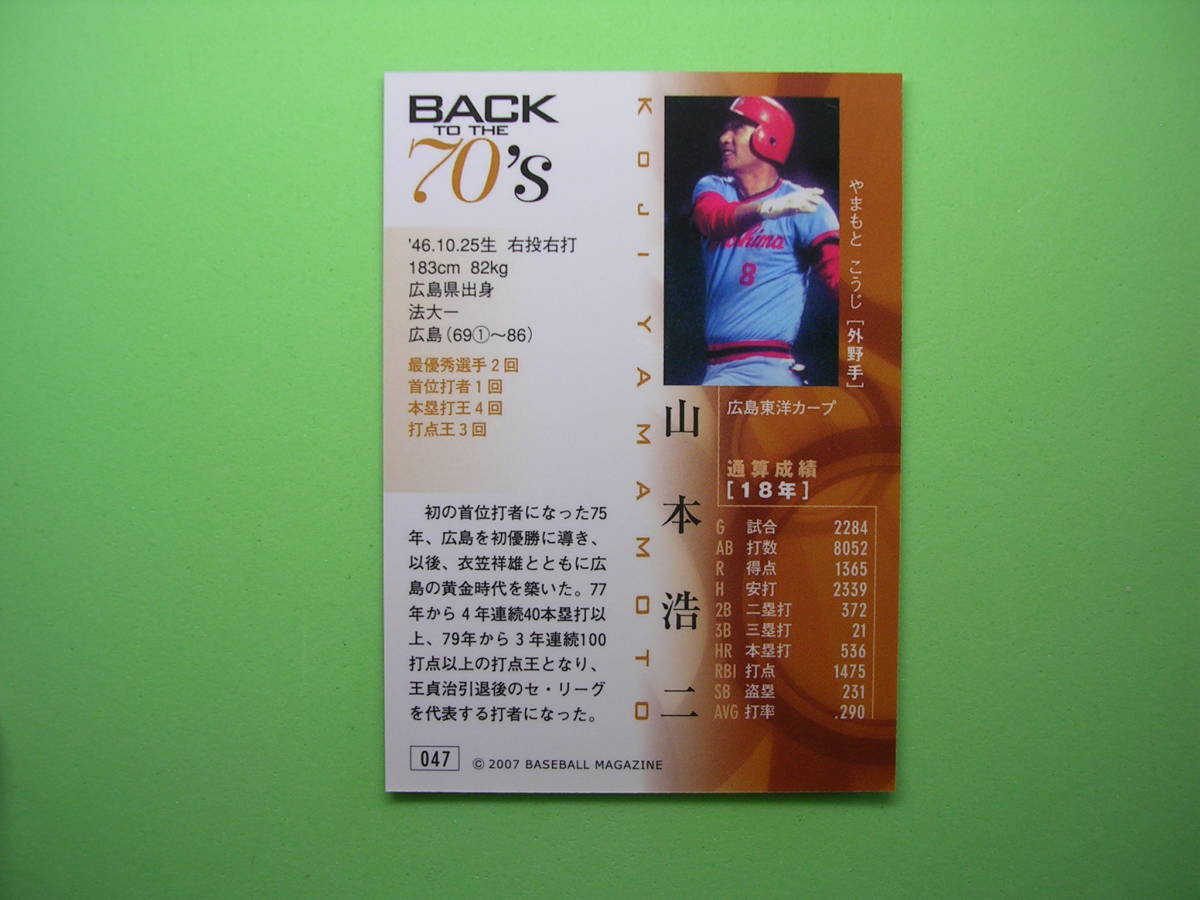 BACK
TO THE
70's
'46.10.25生 右投右打
183cm 82kg
広島県出身
法大―
広島（69①～86）
最優秀選手2回
首位打者1回
本塁打王4回
打点王3回
初の首位打者になった75
年、広島を初優勝に導き、
以後、衣笠祥雄とともに広
島の黄金時代を築いた。77
年から4年連続40本塁打以
上、79年から3年連続100
打点以上の打点王となり、
王貞治引退後のセ・リーグ
を代表する打者になった。
047
© 2007 BASEBALL MAGAZINE
KOJI YAMAMOTO
山本浩二
やまもと こうじ [外野手]
Hiroshima
8
広島東洋カープ
通算成績
[18年]
G 試合 2284
AB 打数 8052
R 得点 1365
H 安打 2339
2B 二塁打 372
3B 三塁打 21
HR 本塁打 536
RBI 打点 1475
SB 盗塁 231
AVG 打率 .290